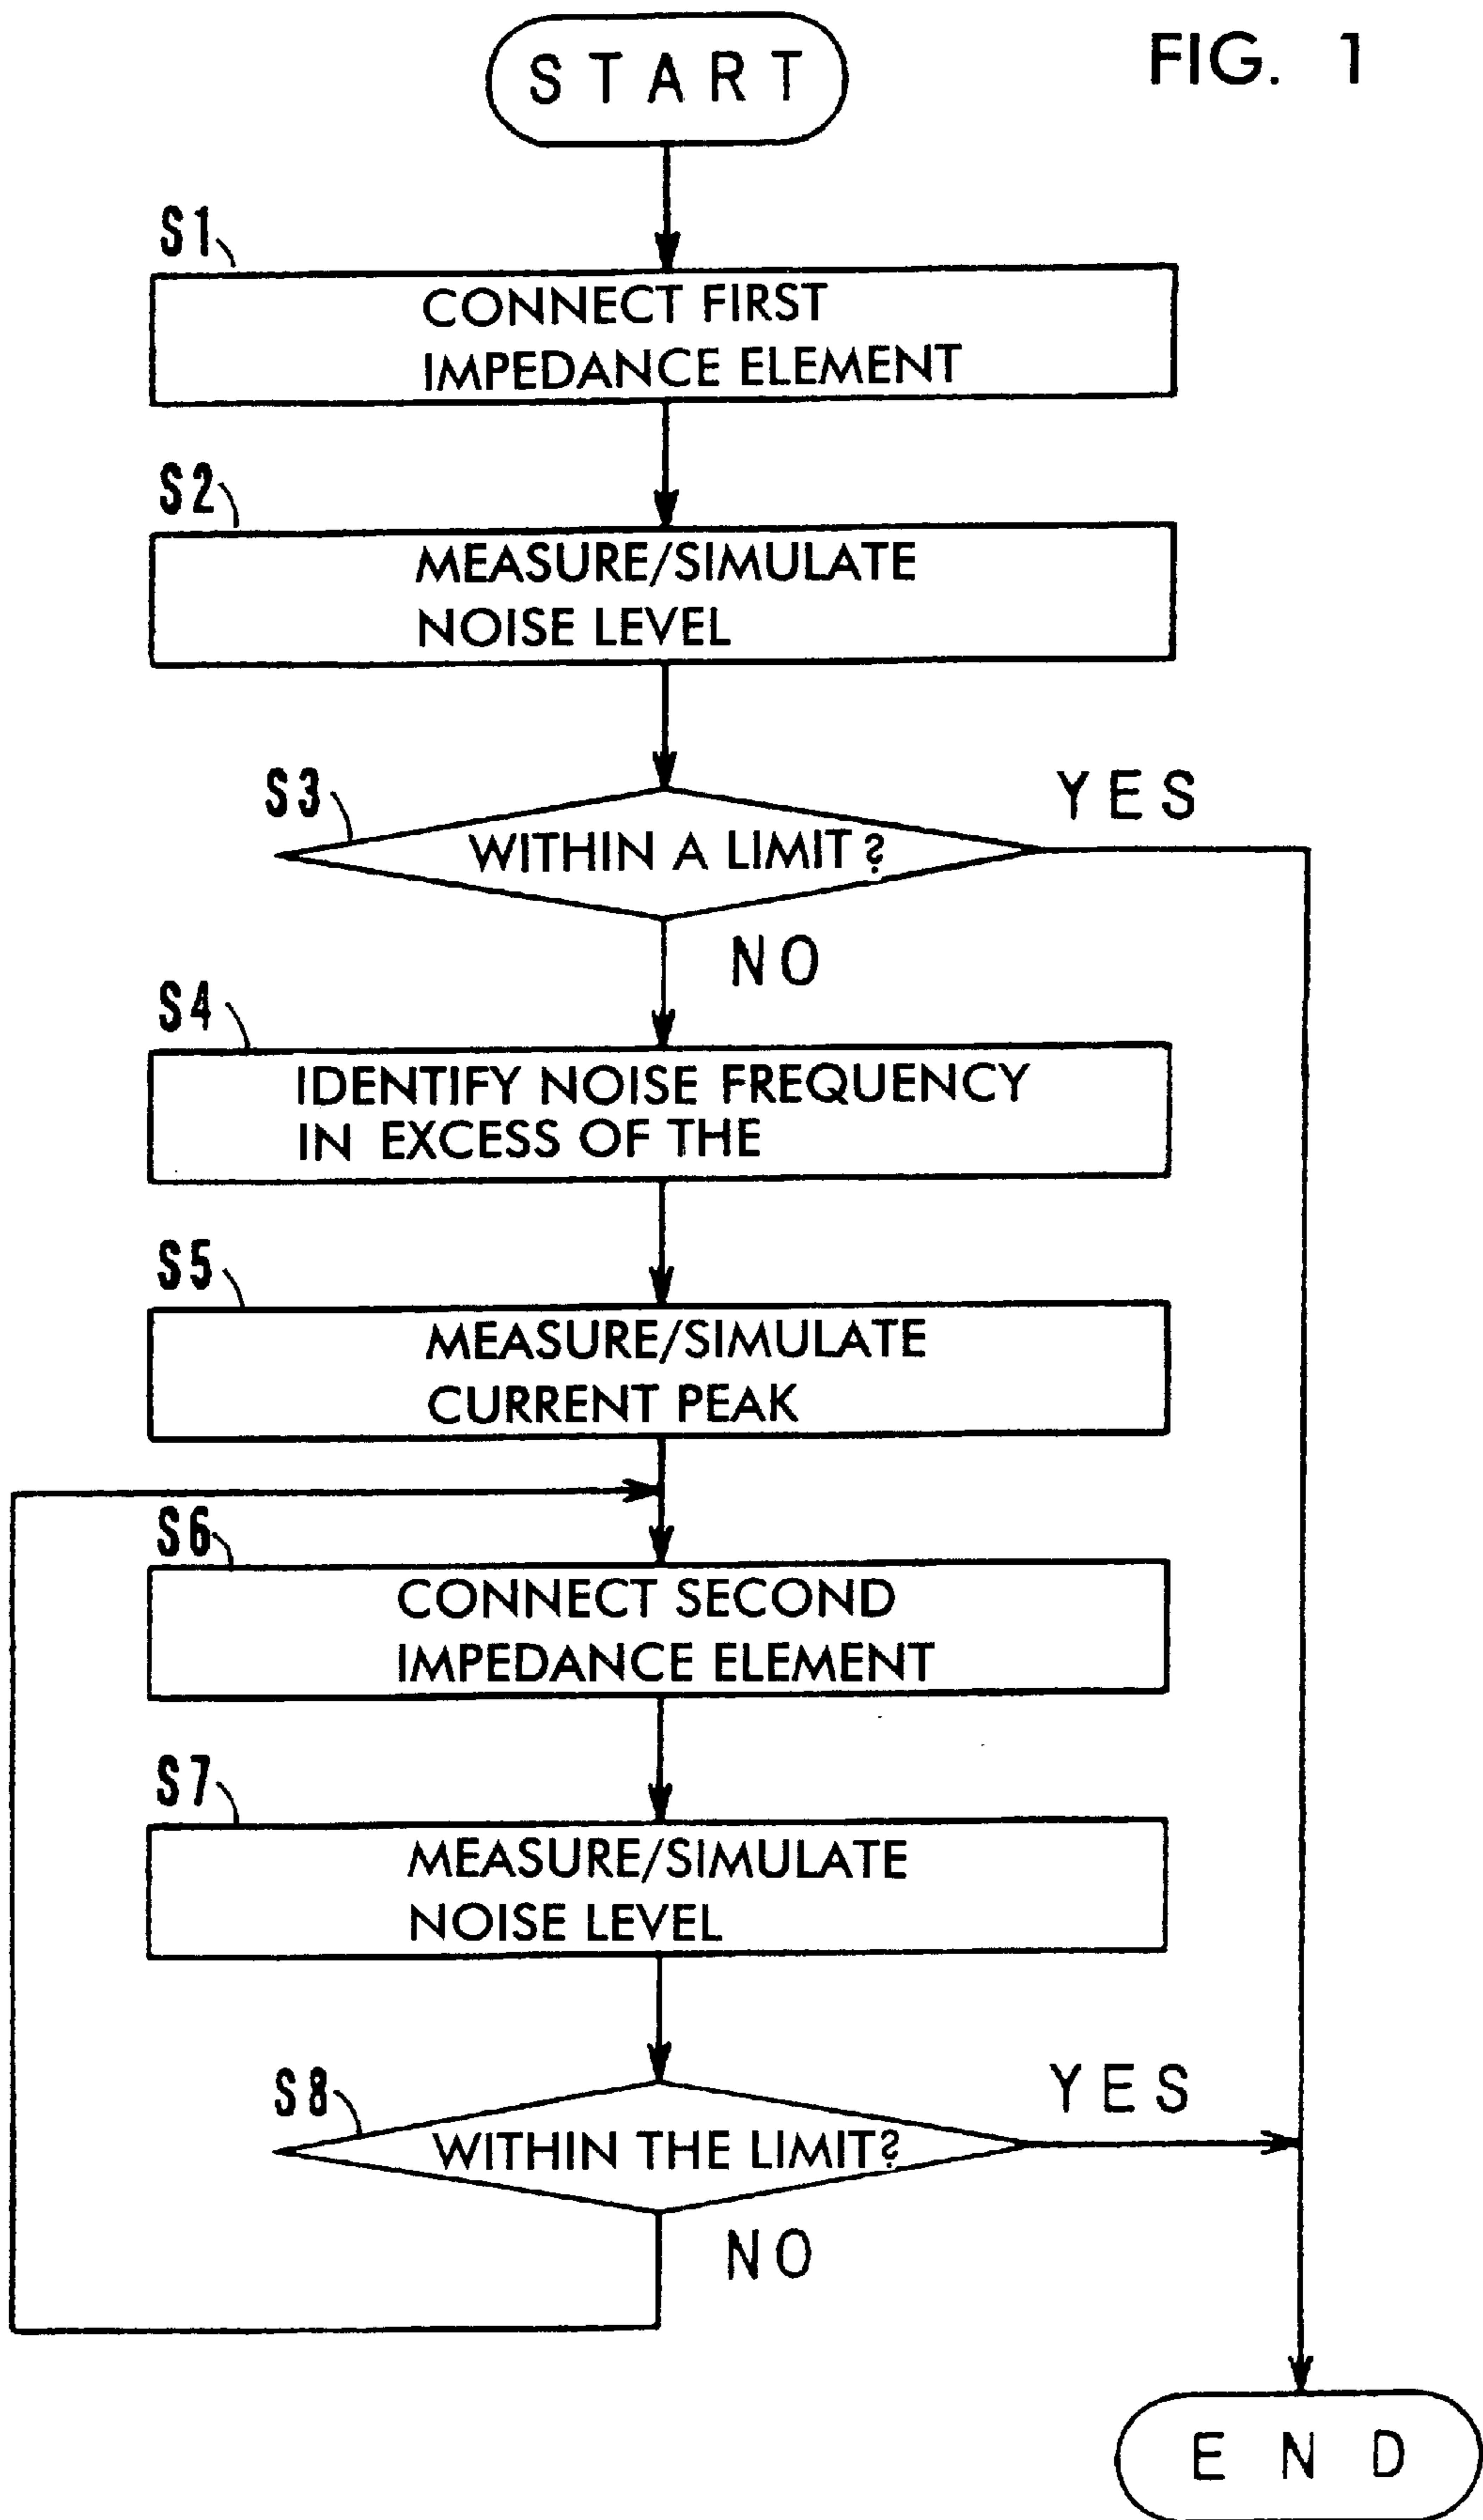 FIG. 1
START
S1
CONNECT FIRST
IMPEDANCE ELEMENT
S2
MEASURE/SIMULATE
NOISE LEVEL
S3
WITHIN A LIMIT?
YES
NO
S4
IDENTIFY NOISE FREQUENCY
IN EXCESS OF THE
S5
MEASURE/SIMULATE
CURRENT PEAK
S6
CONNECT SECOND
IMPEDANCE ELEMENT
S7
MEASURE/SIMULATE
NOISE LEVEL
S8
WITHIN THE LIMIT?
YES
NO
END